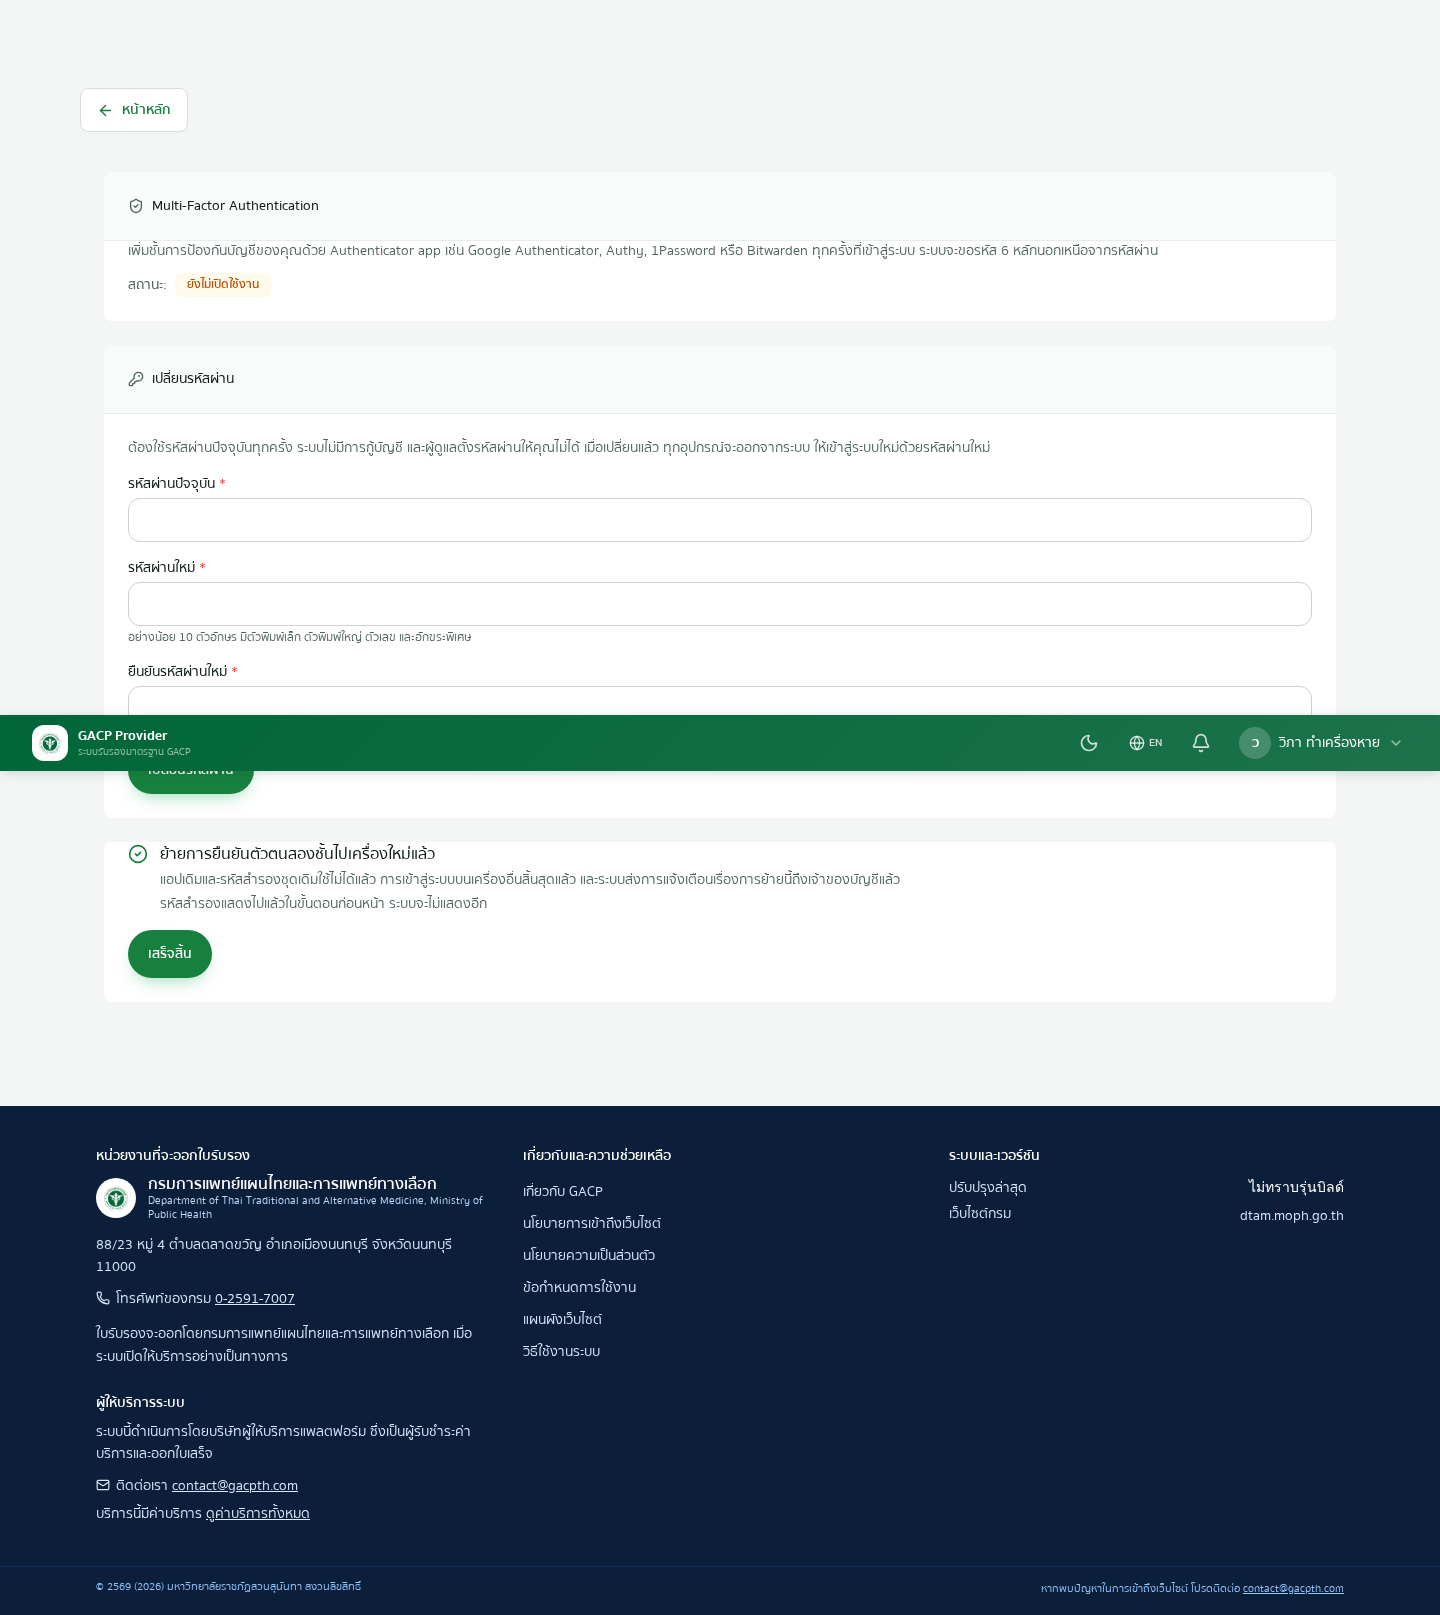 หน้าหลัก
Multi-Factor Authentication
เพิ่มชั้นการป้องกันบัญชีของคุณด้วย Authenticator app เช่น Google Authenticator, Authy, 1Password หรือ Bitwarden ทุกครั้งที่เข้าสู่ระบบ ระบบจะขอรหัส 6 หลักนอกเหนือจากรหัสผ่าน
สถานะ: ยังไม่เปิดใช้งาน
เปลี่ยนรหัสผ่าน
ต้องใช้รหัสผ่านปัจจุบันทุกครั้ง ระบบไม่มีการกู้บัญชี และผู้ดูแลตั้งรหัสผ่านให้คุณไม่ได้ เมื่อเปลี่ยนแล้ว ทุกอุปกรณ์จะออกจากระบบ ให้เข้าสู่ระบบใหม่ด้วยรหัสผ่านใหม่
รหัสผ่านปัจจุบัน *
รหัสผ่านใหม่ *
อย่างน้อย 10 ตัวอักษร มีตัวพิมพ์เล็ก ตัวพิมพ์ใหญ่ ตัวเลข และอักขระพิเศษ
ยืนยันรหัสผ่านใหม่ *
GACP Provider
ระบบรับรองมาตรฐาน GACP
EN
ว วิภา ทำเครื่องหาย
ย้ายการยืนยันตัวตนสองชั้นไปเครื่องใหม่แล้ว
แอปเดิมและรหัสสำรองชุดเดิมใช้ไม่ได้แล้ว การเข้าสู่ระบบบนเครื่องอื่นสิ้นสุดแล้ว และระบบส่งการแจ้งเตือนเรื่องการย้ายนี้ถึงเจ้าของบัญชีแล้ว
รหัสสำรองแสดงไปแล้วในขั้นตอนก่อนหน้า ระบบจะไม่แสดงอีก
เสร็จสิ้น
หน่วยงานที่จะออกใบรับรอง
กรมการแพทย์แผนไทยและการแพทย์ทางเลือก
Department of Thai Traditional and Alternative Medicine, Ministry of
Public Health
88/23 หมู่ 4 ตำบลตลาดขวัญ อำเภอเมืองนนทบุรี จังหวัดนนทบุรี
11000
โทรศัพท์ของกรม 0-2591-7007
ใบรับรองจะออกโดยกรมการแพทย์แผนไทยและการแพทย์ทางเลือก เมื่อ
ระบบเปิดให้บริการอย่างเป็นทางการ
ผู้ให้บริการระบบ
ระบบนี้ดำเนินการโดยบริษัทผู้ให้บริการแพลตฟอร์ม ซึ่งเป็นผู้รับชำระค่า
บริการและออกใบเสร็จ
ติดต่อเรา contact@gacpth.com
บริการนี้มีค่าบริการ ดูค่าบริการทั้งหมด
เกี่ยวกับและความช่วยเหลือ
เกี่ยวกับ GACP
นโยบายการเข้าถึงเว็บไซต์
นโยบายความเป็นส่วนตัว
ข้อกำหนดการใช้งาน
แผนผังเว็บไซต์
วิธีใช้งานระบบ
ระบบและเวอร์ชัน
ปรับปรุงล่าสุด ไม่ทราบรุ่นบิลด์
เว็บไซต์กรม dtam.moph.go.th
© 2569 (2026) มหาวิทยาลัยราชภัฏสวนสุนันทา สงวนลิขสิทธิ์
หากพบปัญหาในการเข้าถึงเว็บไซต์ โปรดติดต่อ contact@gacpth.com